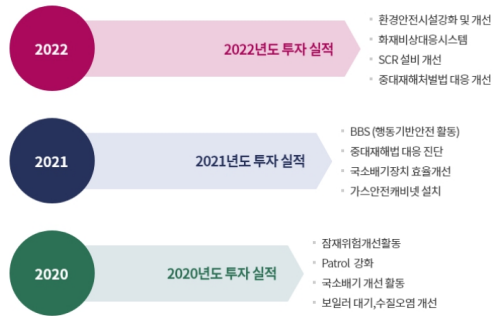 2022
2022년도 투자 실적
환경안전시설강화 및 개선
화재비상대응시스템
SCR 설비 개선
중대재해처벌법 대응 개선
2021
2021년도 투자 실적
BBS (행동기반안전 활동)
중대재해법 대응 진단
국소배기장치 효율개선
가스안전캐비넷 설치
2020
2020년도 투자 실적
잠재위험개선활동
Patrol 강화
국소배기 개선 활동
보일러 대기,수질오염 개선